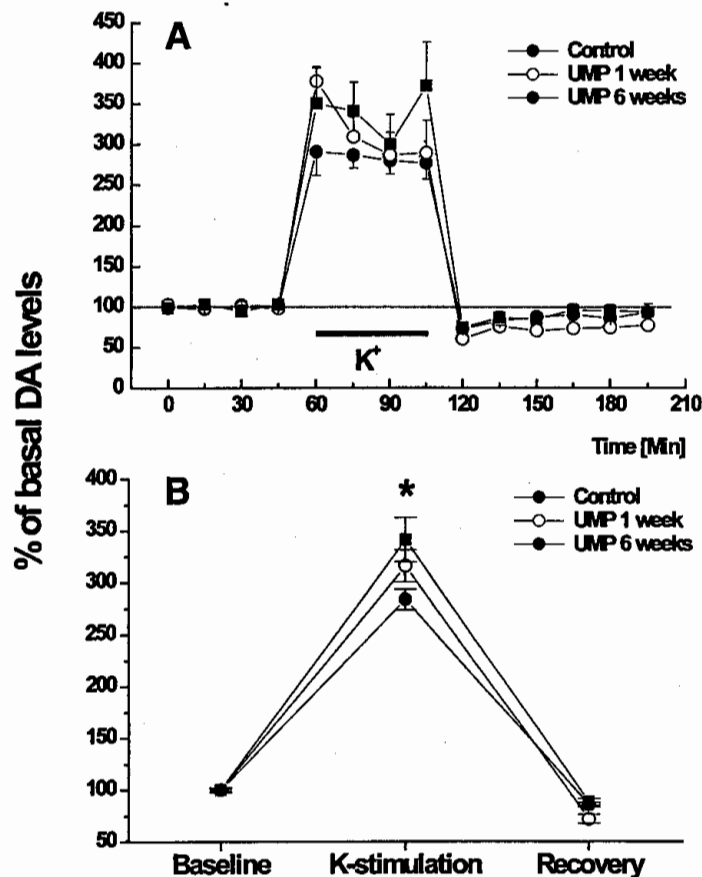 % of basal DA levels
A
450
400
350
300
250
200
150
100
50
0
Control
UMP 1 week
UMP 6 weeks
K+
0 30 60 90 120 150 180 210
Time [Min]
B
400
350
300
250
200
150
100
50
*
Control
UMP 1 week
UMP 6 weeks
Baseline K-stimulation Recovery